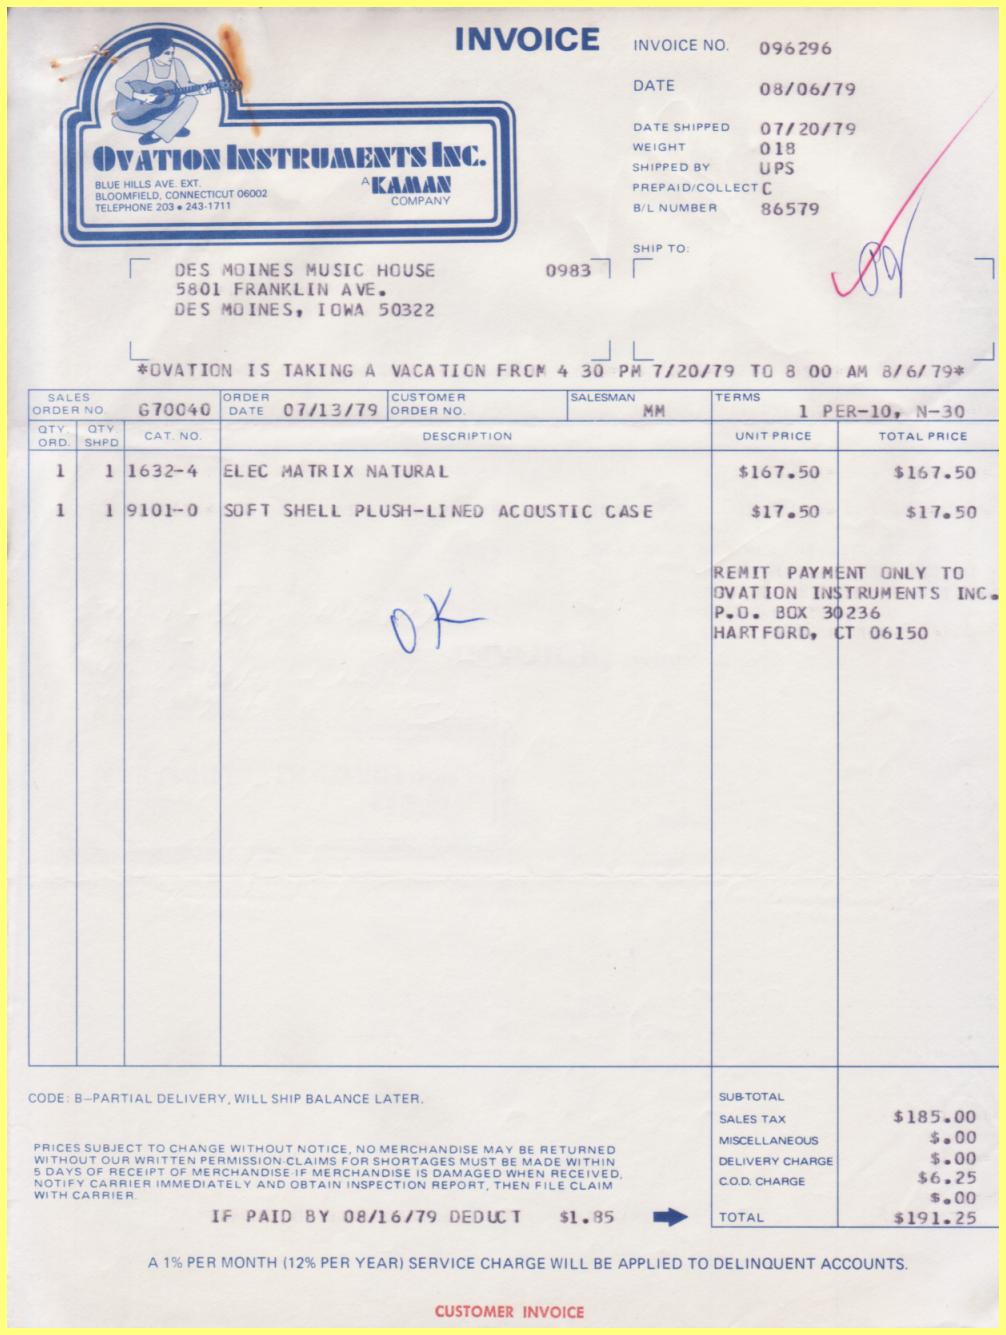 INVOICE
INVOICE NO. 096296
DATE 08/06/79
DATE SHIPPED 07/20/79
WEIGHT 018
SHIPPED BY UPS
PREPAID/COLLECT C
B/L NUMBER 86579
OVATION INSTRUMENTS INC.
BLUE HILLS AVE. EXT.
BLOOMFIELD, CONNECTICUT 06002
TELEPHONE 203 • 243-1711
A KAMAN
COMPANY
SHIP TO:
DES MOINES MUSIC HOUSE 0983
5801 FRANKLIN AVE.
DES MOINES, IOWA 50322
*OVATION IS TAKING A VACATION FROM 4 30 PM 7/20/79 TO 8 00 AM 8/6/79*
SALES ORDER NO. G70040 ORDER DATE 07/13/79 CUSTOMER ORDER NO. SALESMAN MM TERMS 1 PER-10, N-30
QTY. ORD. QTY. SHPD CAT. NO. DESCRIPTION UNIT PRICE TOTAL PRICE
1 1 1632-4 ELEC MATRIX NATURAL $167.50 $167.50
1 1 9101-0 SOFT SHELL PLUSH-LINED ACOUSTIC CASE $17.50 $17.50
REMIT PAYMENT ONLY TO
OVATION INSTRUMENTS INC.
P.O. BOX 30236
HARTFORD, CT 06150
OK
CODE: B-PARTIAL DELIVERY, WILL SHIP BALANCE LATER.
SUB-TOTAL $185.00
SALES TAX $.00
MISCELLANEOUS $.00
DELIVERY CHARGE $6.25
C.O.D. CHARGE $.00
PRICES SUBJECT TO CHANGE WITHOUT NOTICE, NO MERCHANDISE MAY BE RETURNED
WITHOUT OUR WRITTEN PERMISSION-CLAIMS FOR SHORTAGES MUST BE MADE WITHIN
5 DAYS OF RECEIPT OF MERCHANDISE IF MERCHANDISE IS DAMAGED WHEN RECEIVED,
NOTIFY CARRIER IMMEDIATELY AND OBTAIN INSPECTION REPORT, THEN FILE CLAIM
WITH CARRIER.
IF PAID BY 08/16/79 DEDUCT $1.85
TOTAL $191.25
A 1% PER MONTH (12% PER YEAR) SERVICE CHARGE WILL BE APPLIED TO DELINQUENT ACCOUNTS.
CUSTOMER INVOICE